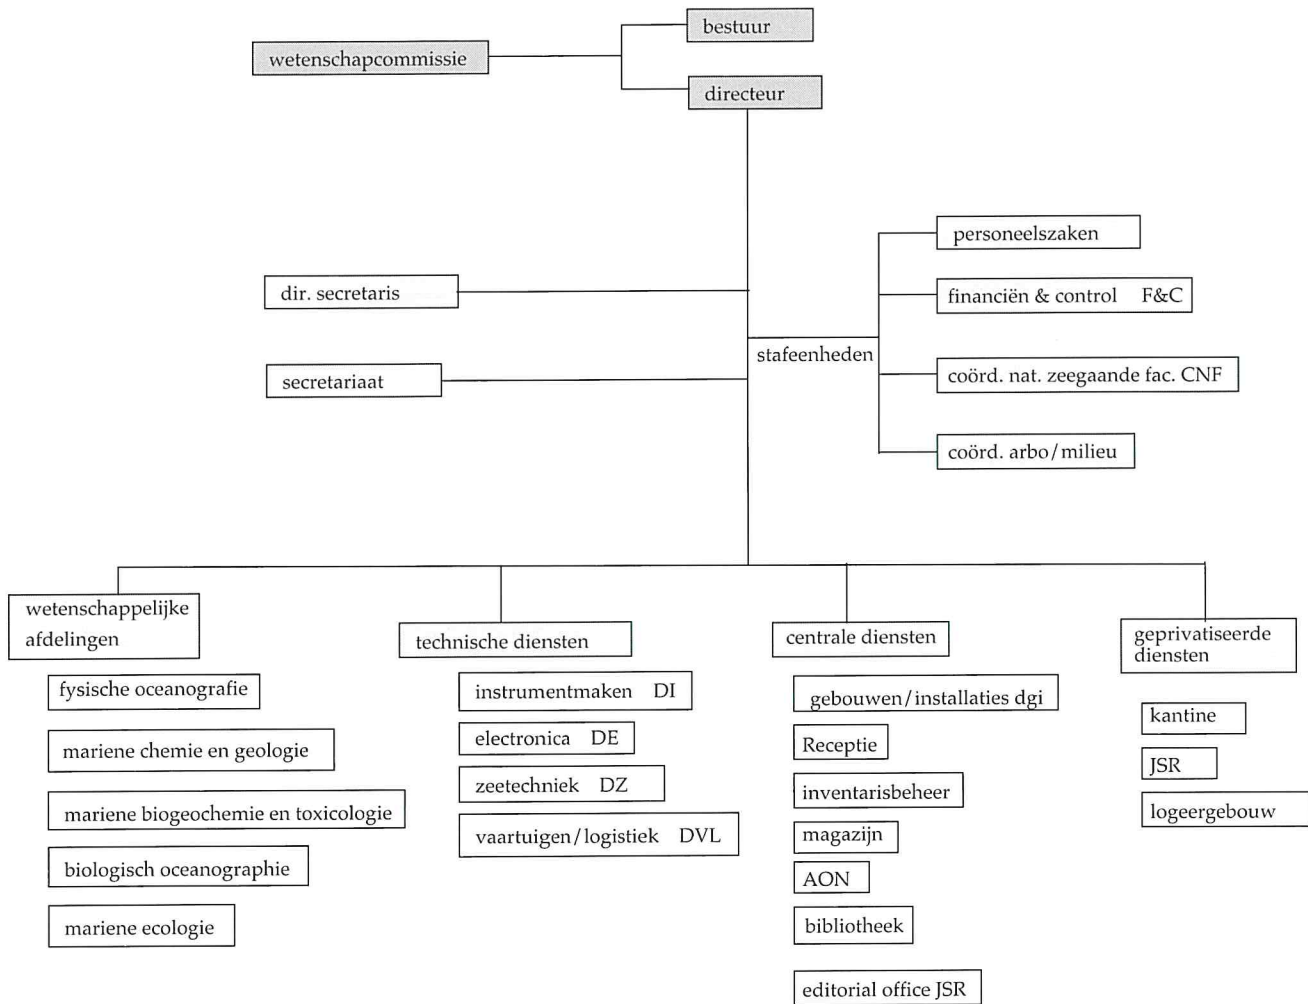 bestuur
wetenschapcommissie
directeur
personeelszaken
dir. secretaris
financiën & control F&C
stafeenheden
secretariaat
coörd. nat. zeegaande fac. CNF
coörd. arbo/milieu
wetenschappelijke
afdelingen
fysische oceanografie
mariene chemie en geologie
mariene biogeochemie en toxicologie
biologisch oceanographie
mariene ecologie
technische diensten
instrumentmaken DI
electronica DE
zeetechniek DZ
vaartuigen/logistiek DVL
centrale diensten
gebouwen/installaties dgi
Receptie
inventarisbeheer
magazijn
AON
bibliotheek
editorial office JSR
geprivatiseerde
diensten
kantine
JSR
logeergebouw